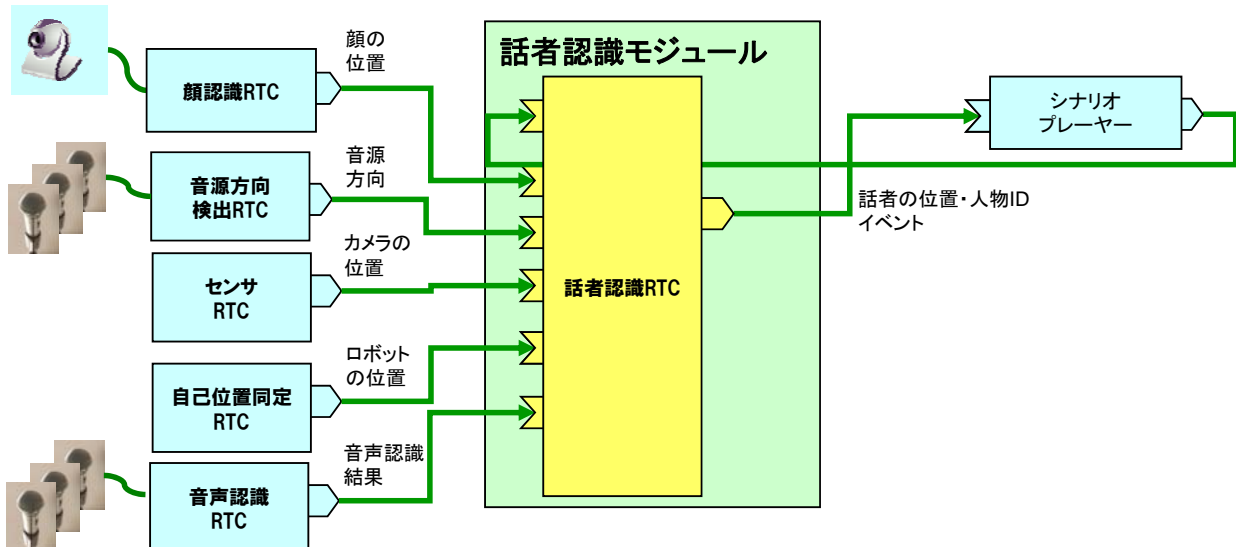 顔認識RTC
顔の
位置
音源方向
検出RTC
音源
方向
センサ
RTC
カメラの
位置
自己位置同定
RTC
ロボット
の位置
音声認識
RTC
音声認識
結果
話者認識モジュール
話者認識RTC
話者の位置・人物ID
イベント
シナリオ
プレーヤー